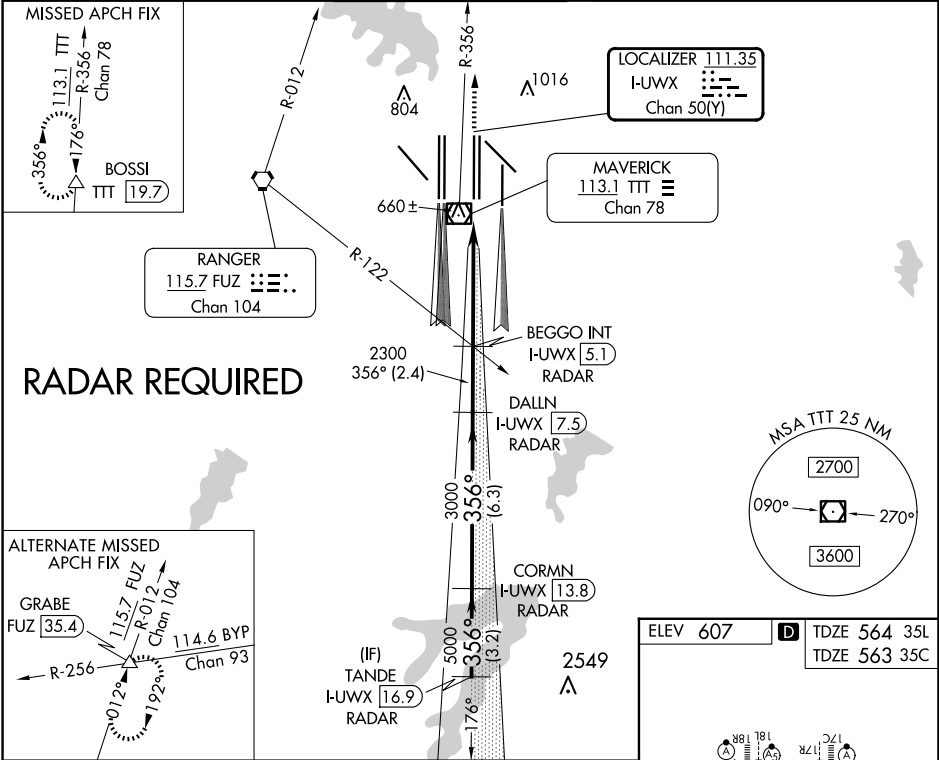 MISSED APCH FIX
113.1 TTT
R-356
Chan 78
356°
176°
BOSSI
TTT 19.7
R-012
R-356
804
1016
LOCALIZER 111.35
I-UWX
Chan 50(Y)
MAVERICK
113.1 TTT
Chan 78
660±
RANGER
115.7 FUZ
Chan 104
R-122
RADAR REQUIRED
2300
356° (2.4)
BEGGO INT
I-UWX 5.1
RADAR
DALLN
I-UWX 7.5
RADAR
3000
356°
(6.3)
MSA TTT 25 NM
2700
090°
270°
3600
CORMN
I-UWX 13.8
RADAR
5000
356°
(3.2)
(IF)
TANDE
I-UWX 16.9
RADAR
176°
2549
ALTERNATE MISSED
APCH FIX
GRABE
FUZ 35.4
115.7 FUZ
R-012
Chan 104
114.6 BYP
Chan 93
R-256
012°
192°
ELEV 607 D TDZE 564 35L
TDZE 563 35C
A 18R 18L A5 17R 17C A